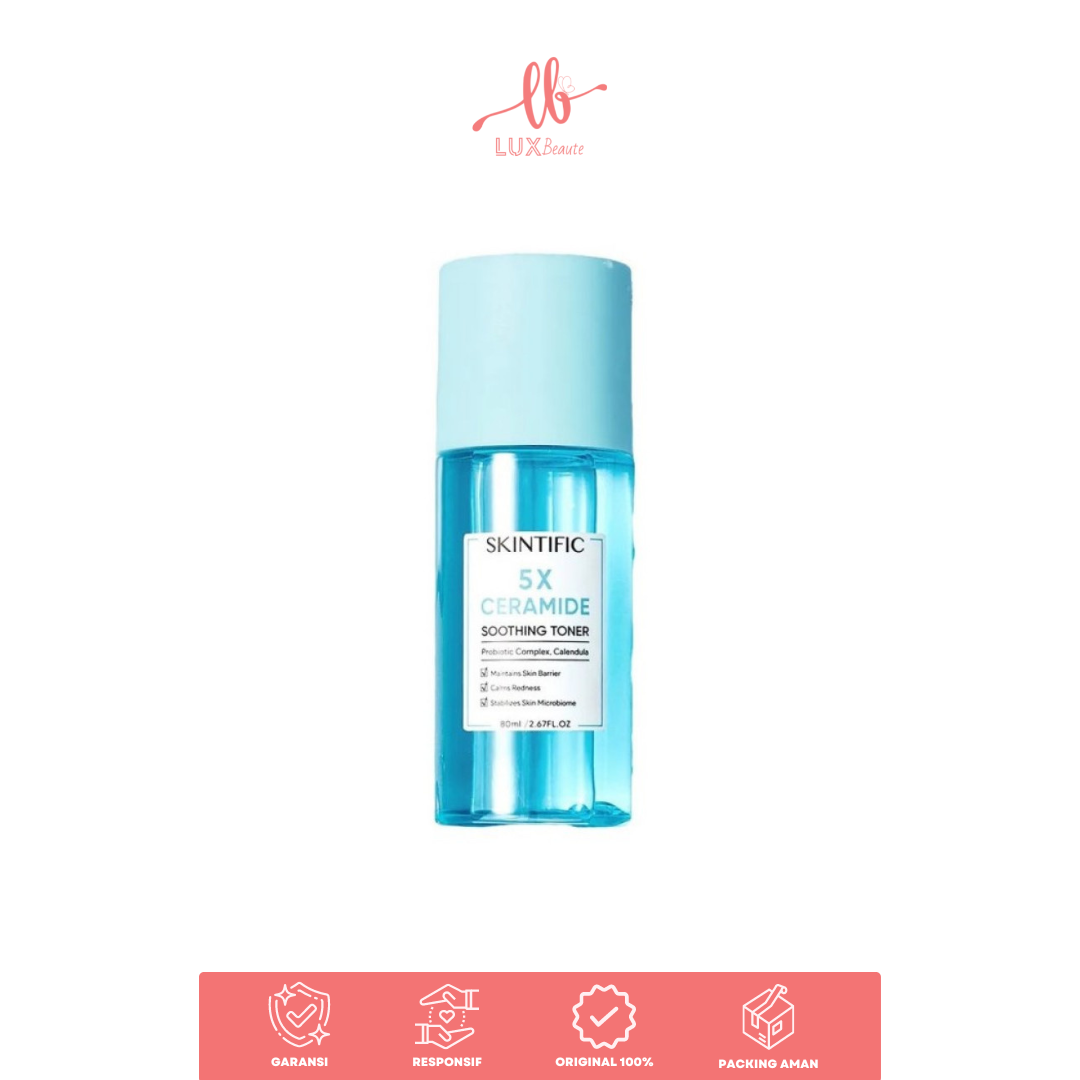 lb
LUX Beaute
SKINTIFIC
5X
CERAMIDE
SOOTHING TONER
Probiotic Complex, Calendula
Maintains Skin Barrier
Calms Redness
Stabilizes Skin Microbiome
80ml / 2.67FL.OZ
GARANSI
RESPONSIF
ORIGINAL 100%
PACKING AMAN